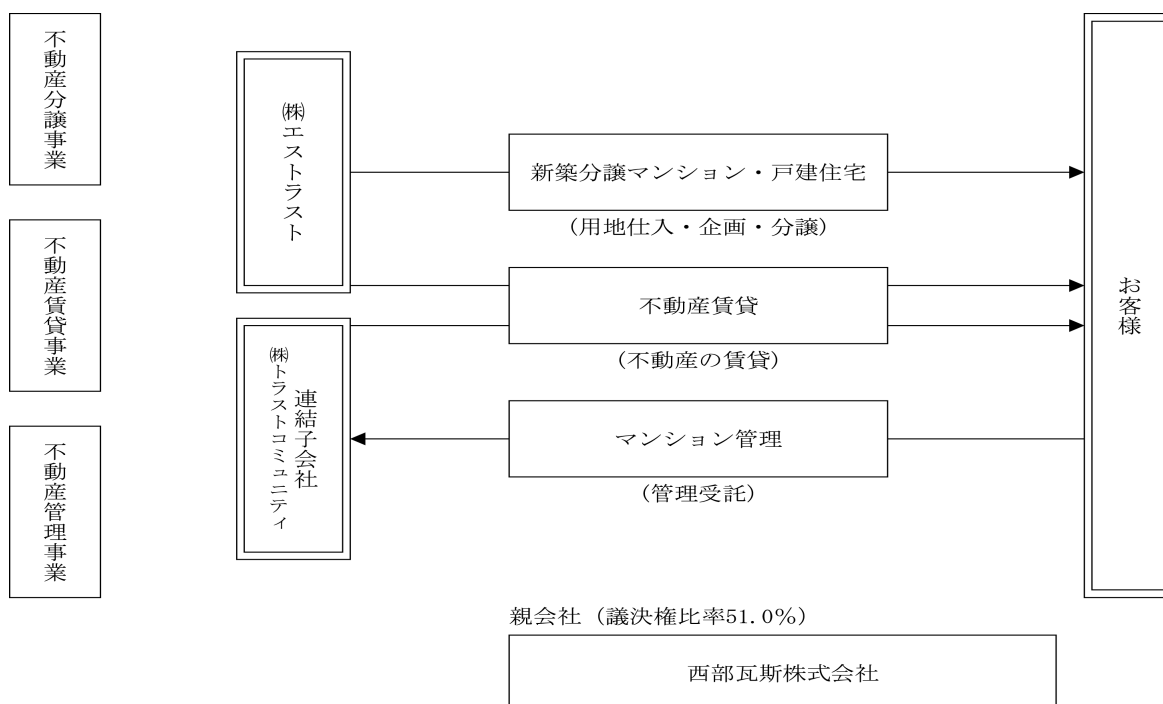 不動産分譲事業
不動産賃貸事業
不動産管理事業
㈱エストラスト
連結子会社
㈱トラストコミュニティ
新築分譲マンション・戸建住宅
(用地仕入・企画・分譲)
不動産賃貸
(不動産の賃貸)
マンション管理
(管理受託)
お客様
親会社（議決権比率51.0％）
西部瓦斯株式会社